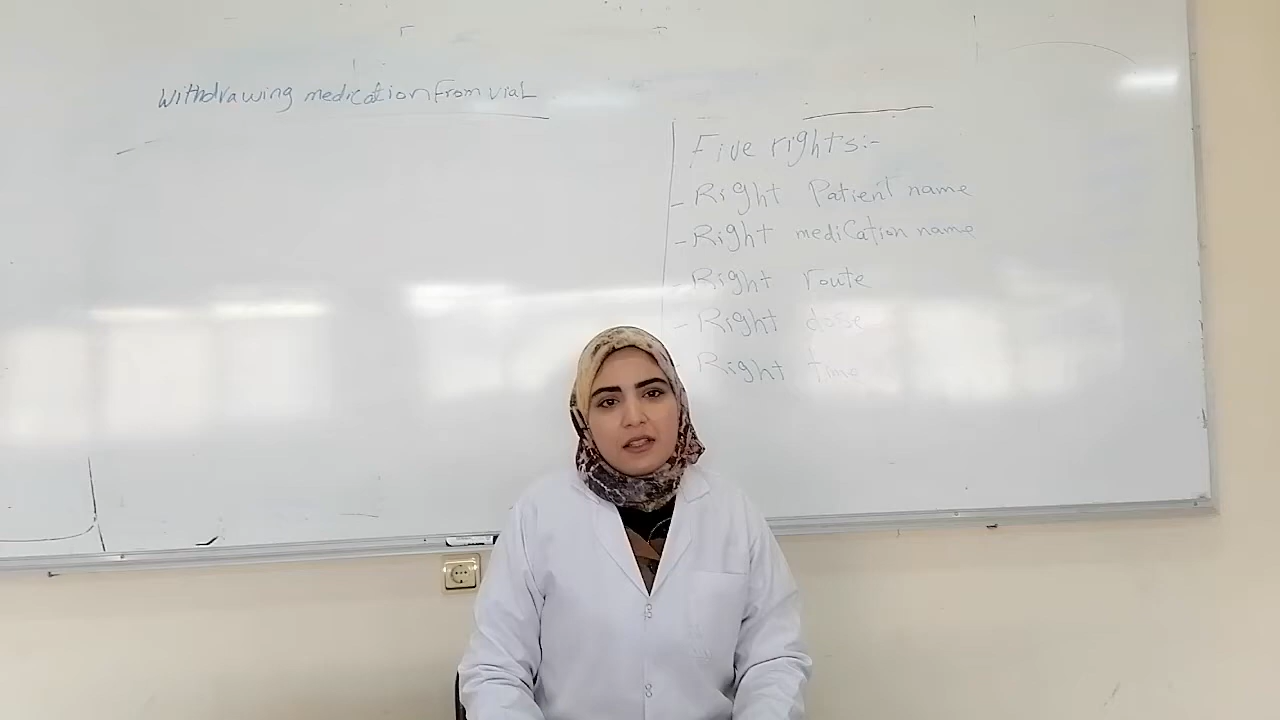 Withdrawing medication from vial
Five rights:-
- Right Patient name
- Right medication name
- Right route
- Right dose
- Right time